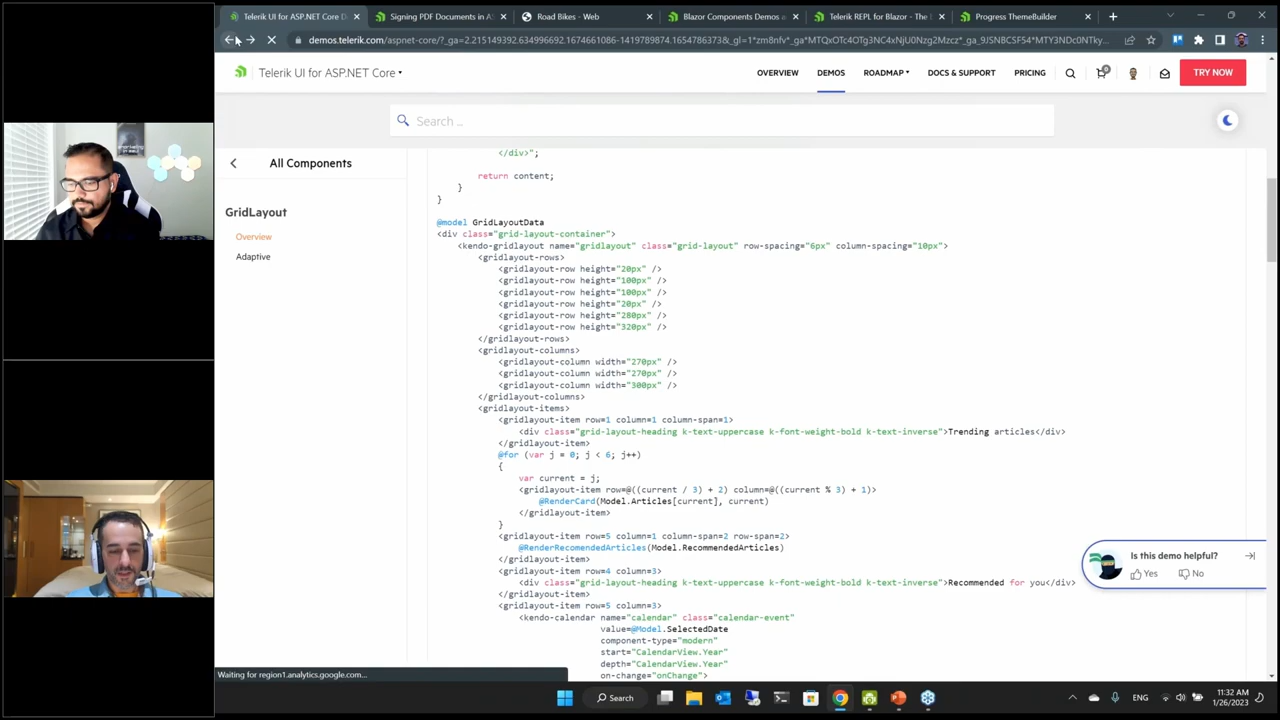 Telerik UI for ASP.NET Core D
Signing PDF Documents in AS
Road Bikes - Web
Blazor Components Demos a
Telerik REPL for Blazor - The
Progress ThemeBuilder
demos.telerik.com/aspnet-core/?_ga=2.215149392.634996692.1674661086-1419789874.1654786373&_gl=1*zm8nfv*_ga*MTQxOTc4OTg3NC4xNjU0Nzg2Mzcz*_ga_9JSNBCSF54*MTY3NDc0NTky...
Telerik UI for ASP.NET Core
OVERVIEW
DEMOS
ROADMAP
DOCS & SUPPORT
PRICING
0
TRY NOW
Search ...
All Components
GridLayout
Overview
Adaptive
</div>";
return content;
}
}
@model GridLayoutData
<div class="grid-layout-container">
<kendo-gridlayout name="gridlayout" class="grid-layout" row-spacing="6px" column-spacing="10px">
<gridlayout-rows>
<gridlayout-row height="20px" />
<gridlayout-row height="100px" />
<gridlayout-row height="100px" />
<gridlayout-row height="20px" />
<gridlayout-row height="280px" />
<gridlayout-row height="320px" />
</gridlayout-rows>
<gridlayout-columns>
<gridlayout-column width="270px" />
<gridlayout-column width="270px" />
<gridlayout-column width="300px" />
</gridlayout-columns>
<gridlayout-items>
<gridlayout-item row=1 column=1 column-span=1>
<div class="grid-layout-heading k-text-uppercase k-font-weight-bold k-text-inverse">Trending articles</div>
</gridlayout-item>
@for (var j = 0; j < 6; j++)
{
var current = j;
<gridlayout-item row=@((current / 3) + 2) column=@((current % 3) + 1)>
@RenderCard(Model.Articles[current], current)
</gridlayout-item>
}
<gridlayout-item row=5 column=1 column-span=2 row-span=2>
@RenderRecomendedArticles(Model.RecommendedArticles)
</gridlayout-item>
<gridlayout-item row=4 column=3>
<div class="grid-layout-heading k-text-uppercase k-font-weight-bold k-text-inverse">Recommended for you</div>
</gridlayout-item>
<gridlayout-item row=5 column=3>
<kendo-calendar name="calendar" class="calendar-event"
value=@Model.SelectedDate
component-type="modern"
start="CalendarView.Year"
depth="CalendarView.Year"
on-change="onChange">
Is this demo helpful?
Yes
No
Waiting for region1.analytics.google.com...
Search
ENG
11:32 AM
1/26/2023